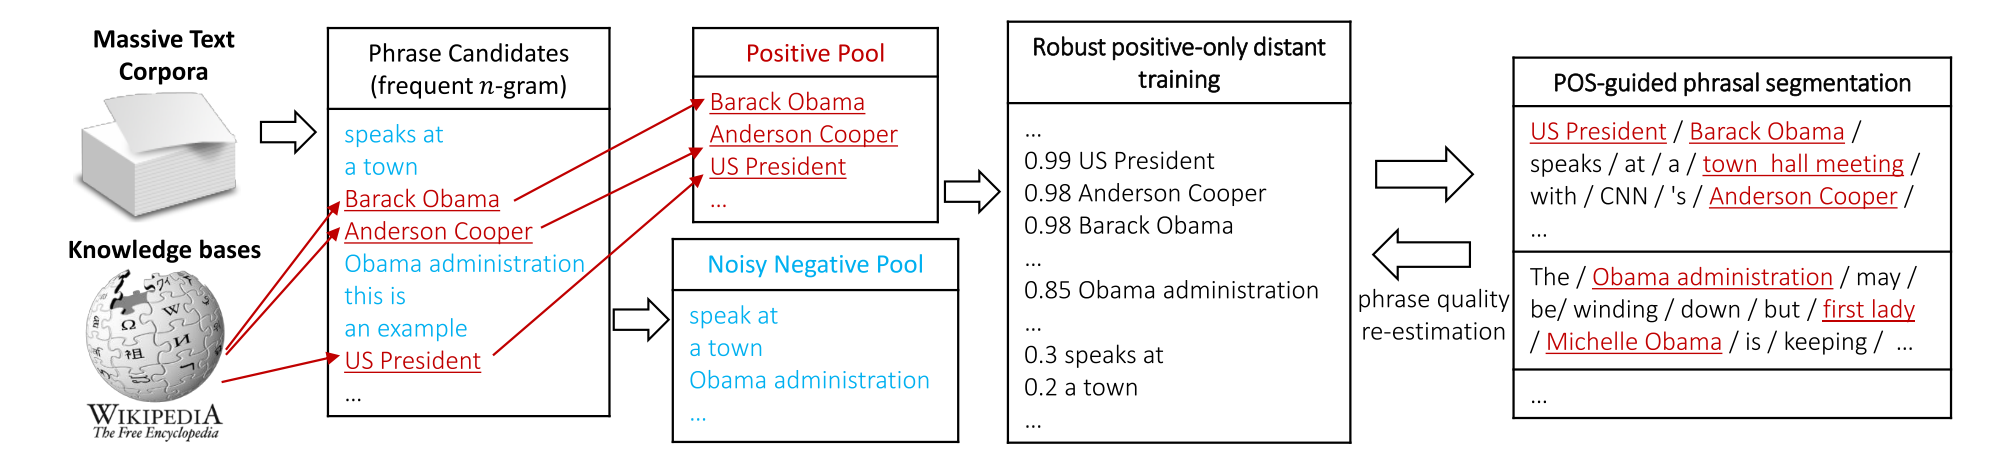 Massive Text
Corpora
Knowledge bases
WIKIPEDIA
The Free Encyclopedia
Phrase Candidates
(frequent n-gram)
speaks at
a town
Barack Obama
Anderson Cooper
Obama administration
this is
an example
US President
...
Positive Pool
Barack Obama
Anderson Cooper
US President
...
Noisy Negative Pool
speak at
a town
Obama administration
...
Robust positive-only distant
training
...
0.99 US President
0.98 Anderson Cooper
0.98 Barack Obama
...
0.85 Obama administration
...
0.3 speaks at
0.2 a town
...
phrase quality
re-estimation
POS-guided phrasal segmentation
US President / Barack Obama /
speaks / at / a / town hall meeting /
with / CNN / 's / Anderson Cooper /
...
The / Obama administration / may /
be/ winding / down / but / first lady
/ Michelle Obama / is / keeping / ...
...